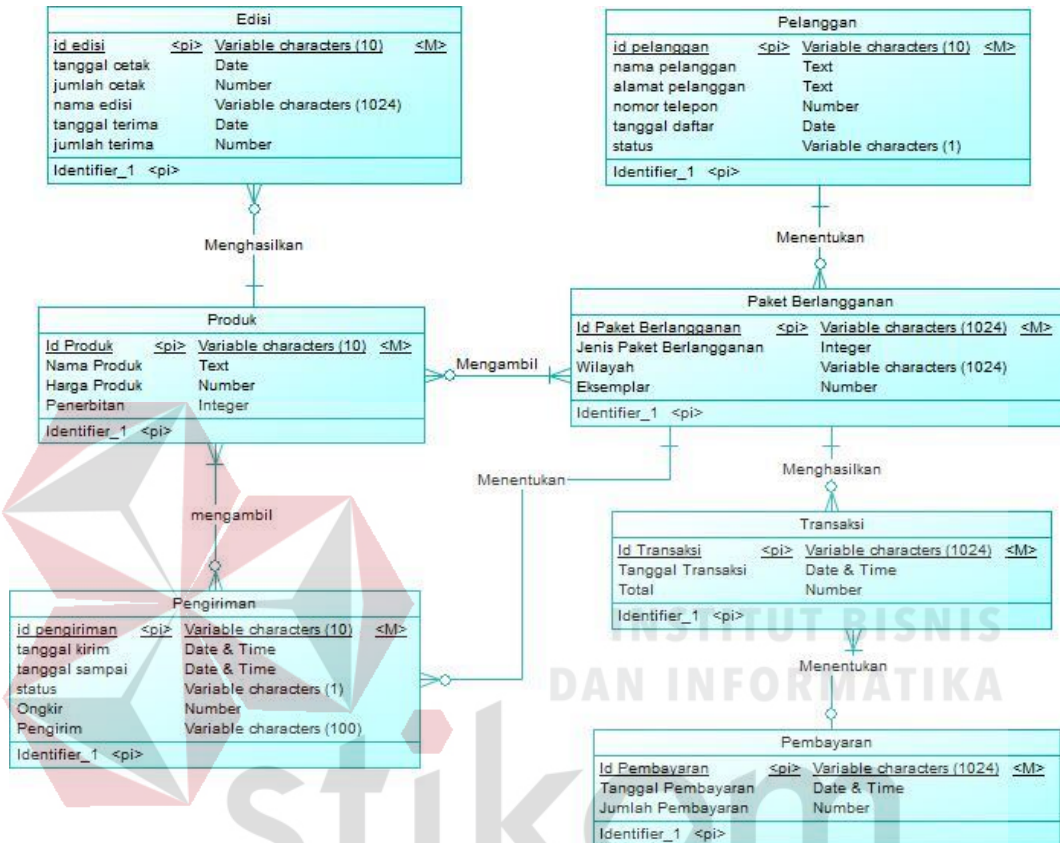 Edisi
id edisi <pi> Variable characters (10) <M>
tanggal cetak Date
jumlah cetak Number
nama edisi Variable characters (1024)
tanggal terima Date
jumlah terima Number
Identifier_1 <pi>
Pelanggan
id pelanggan <pi> Variable characters (10) <M>
nama pelanggan Text
alamat pelanggan Text
nomor telepon Number
tanggal daftar Date
status Variable characters (1)
Identifier_1 <pi>
Menghasilkan
Menentukan
Produk
Id Produk <pi> Variable characters (10) <M>
Nama Produk Text
Harga Produk Number
Penerbitan Integer
Identifier_1 <pi>
Mengambil
Paket Berlangganan
Id Paket Berlangganan <pi> Variable characters (1024) <M>
Jenis Paket Berlangganan Integer
Wilayah Variable characters (1024)
Eksemplar Number
Identifier_1 <pi>
Menentukan
Menghasilkan
mengambil
Transaksi
Id Transaksi <pi> Variable characters (1024) <M>
Tanggal Transaksi Date & Time
Total Number
Identifier_1 <pi>
Pengiriman
id pengiriman <pi> Variable characters (10) <M>
tanggal kirim Date & Time
tanggal sampai Date & Time
status Variable characters (1)
Ongkir Number
Pengirim Variable characters (100)
Identifier_1 <pi>
INSTITUT BISNIS
DAN INFORMATIKA
Menentukan
stikom
Pembayaran
Id Pembayaran <pi> Variable characters (1024) <M>
Tanggal Pembayaran Date & Time
Jumlah Pembayaran Number
Identifier_1 <pi>